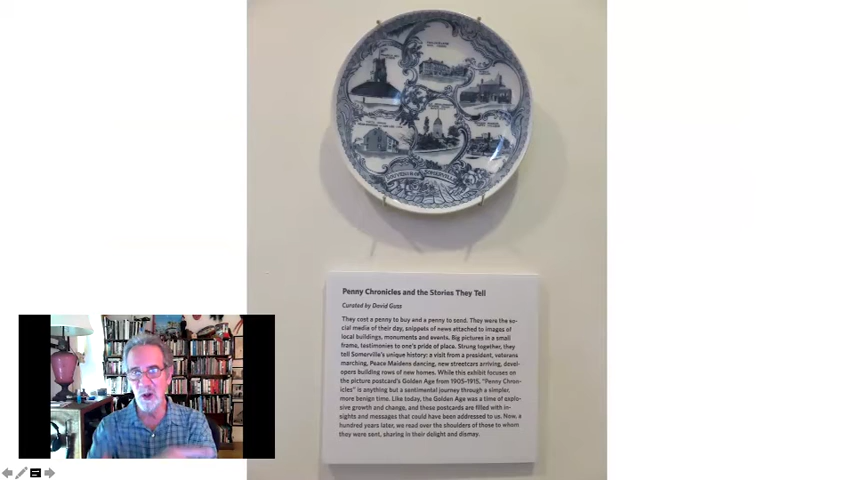 SOUVENIR OF SOMERVILLE
Penny Chronicles and the Stories They Tell
Curated by David Guss
They cost a penny to buy and a penny to send. They were the so-
cial media of their day, snippets of news attached to images of
local buildings, monuments and events. Big pictures in a small
frame, testimonies to one's pride of place. Strung together, they
tell Somerville's unique history: a visit from a president, veterans
marching, Peace Maidens dancing, new streetcars arriving, devel-
opers building rows of new homes. While this exhibit focuses on
the picture postcard's Golden Age from 1905-1915, "Penny Chron-
icles" is anything but a sentimental journey through a simpler,
more benign time. Like today, the Golden Age was a time of explo-
sive growth and change, and these postcards are filled with in-
sights and messages that could have been addressed to us. Now, a
hundred years later, we read over the shoulders of those to whom
they were sent, sharing in their delight and dismay.